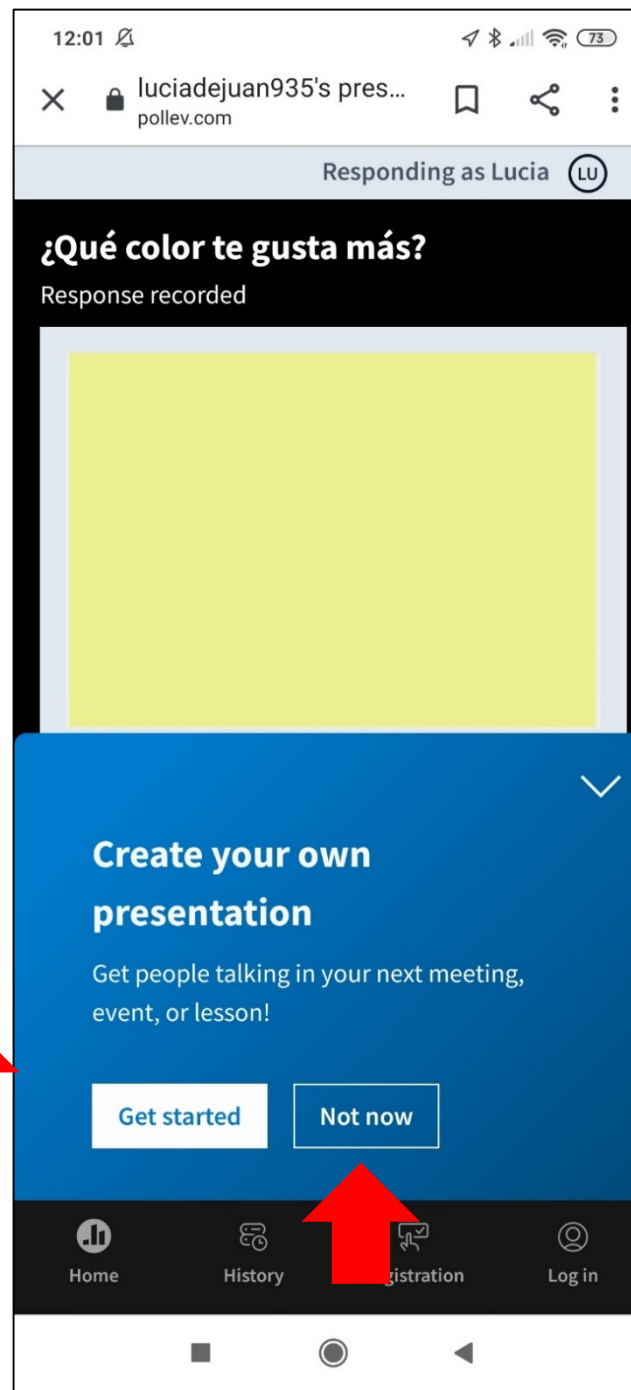 12:01
73
luciadejuan935's pres...
pollev.com
Responding as Lucia LU
¿Qué color te gusta más?
Response recorded
Create your own
presentation
Get people talking in your next meeting,
event, or lesson!
Get started Not now
Home History gistration Log in